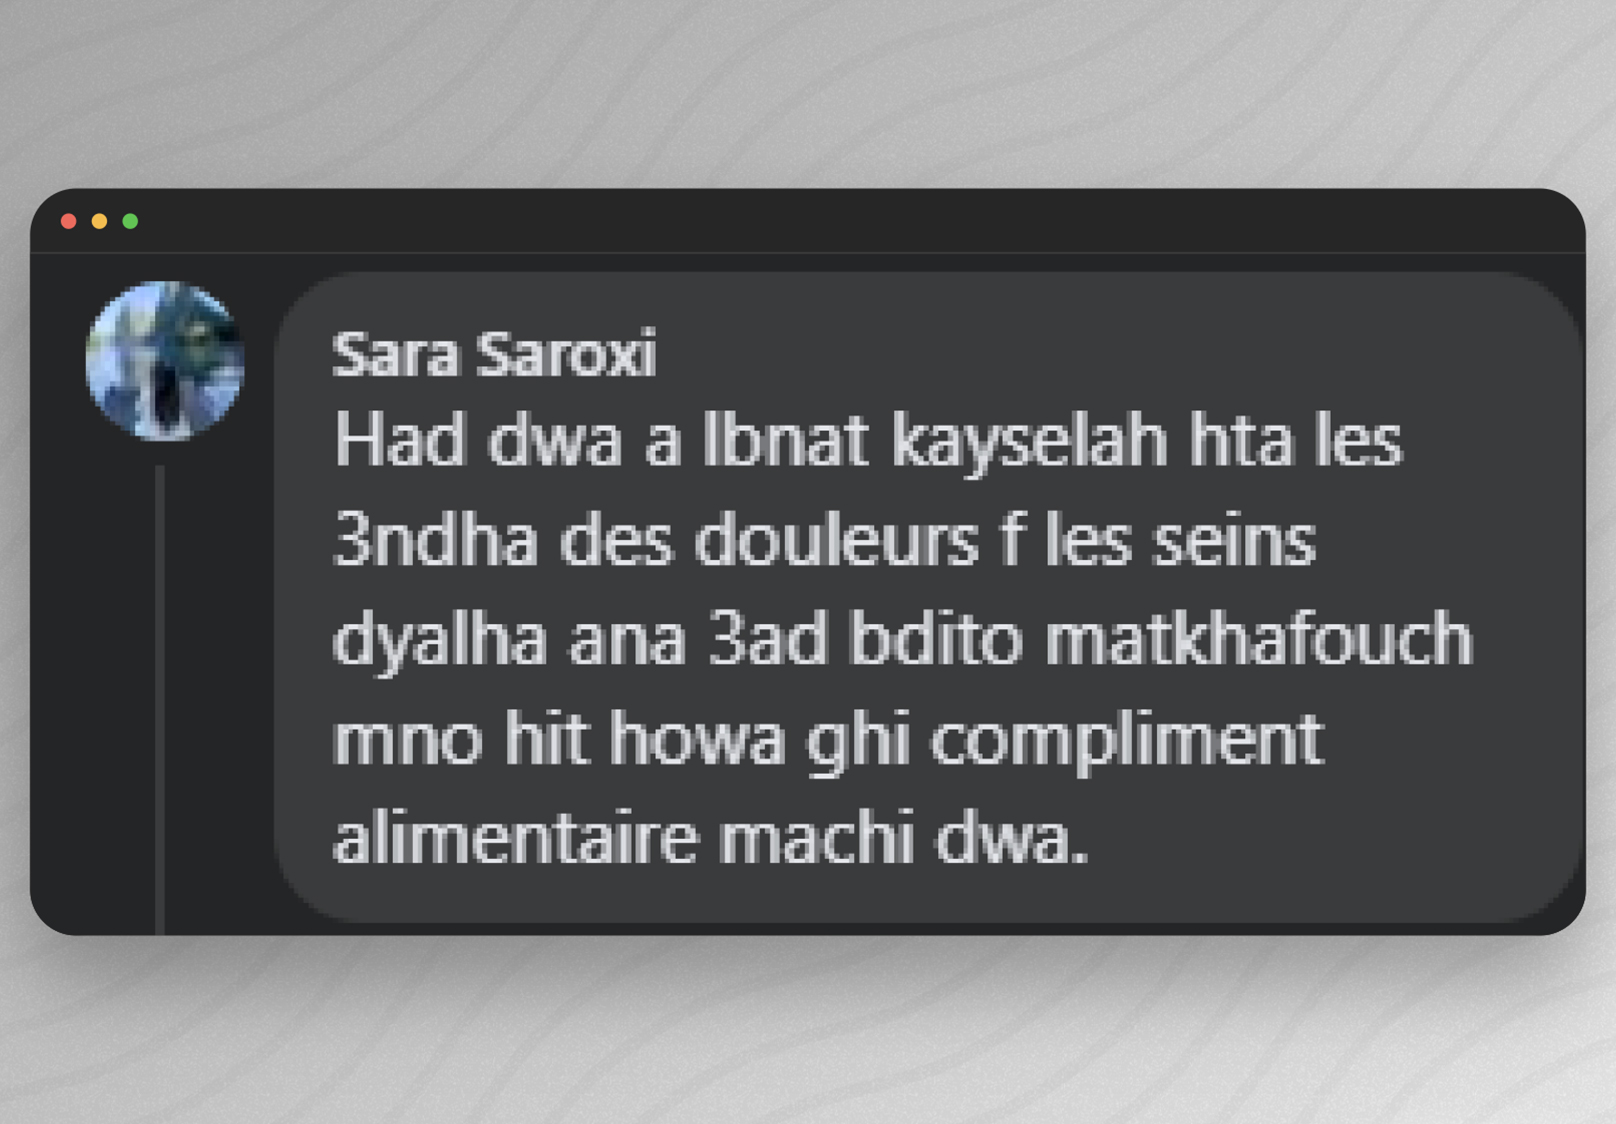 Sara Saroxi
Had dwa a lbnat kayselah hta les
3ndha des douleurs f les seins
dyalha ana 3ad bdito matkhafouch
mno hit howa ghi compliment
alimentaire machi dwa.